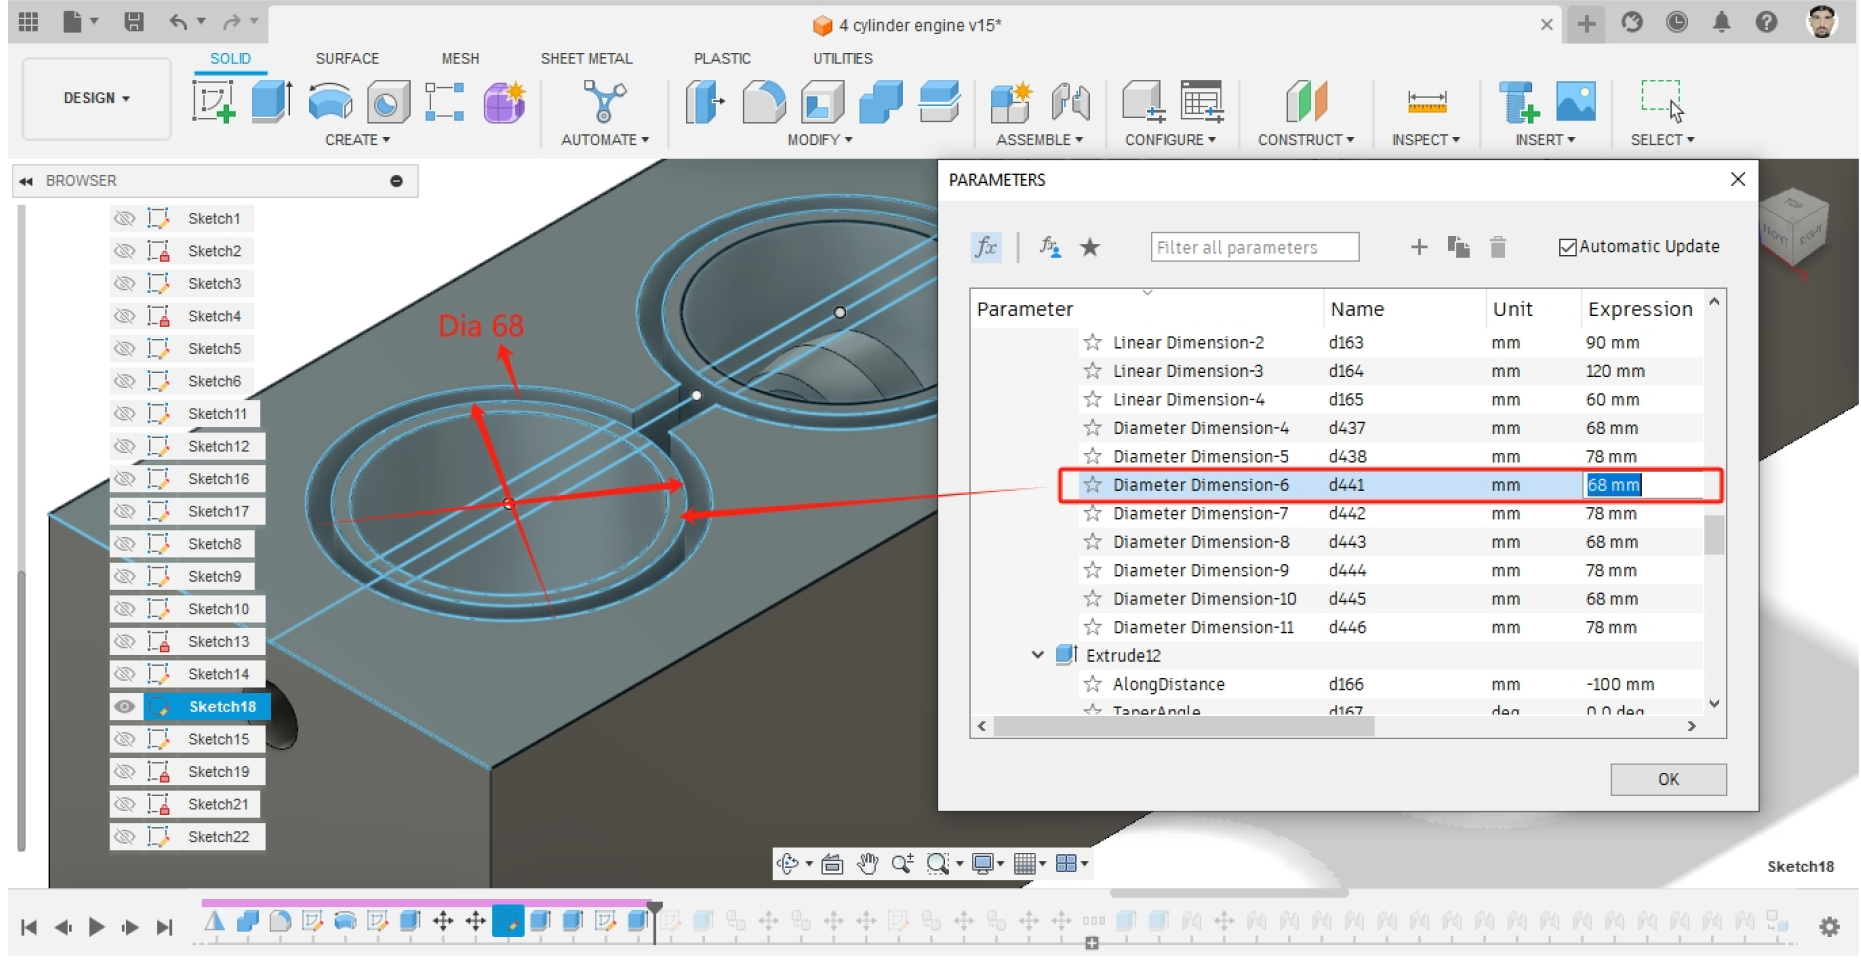 4 cylinder engine v15*
SOLID SURFACE MESH SHEET METAL PLASTIC UTILITIES
DESIGN
CREATE AUTOMATE MODIFY ASSEMBLE CONFIGURE CONSTRUCT INSPECT INSERT SELECT
BROWSER
Sketch1
Sketch2
Sketch3
Sketch4
Sketch5
Sketch6
Sketch11
Sketch12
Sketch16
Sketch17
Sketch8
Sketch9
Sketch10
Sketch13
Sketch14
Sketch18
Sketch15
Sketch19
Sketch21
Sketch22
Dia 68
PARAMETERS
fx fx Filter all parameters Automatic Update
Parameter Name Unit Expression
Linear Dimension-2 d163 mm 90 mm
Linear Dimension-3 d164 mm 120 mm
Linear Dimension-4 d165 mm 60 mm
Diameter Dimension-4 d437 mm 68 mm
Diameter Dimension-5 d438 mm 78 mm
Diameter Dimension-6 d441 mm 68 mm
Diameter Dimension-7 d442 mm 78 mm
Diameter Dimension-8 d443 mm 68 mm
Diameter Dimension-9 d444 mm 78 mm
Diameter Dimension-10 d445 mm 68 mm
Diameter Dimension-11 d446 mm 78 mm
Extrude12
AlongDistance d166 mm -100 mm
TaperAngle d167 deg 0.0 deg
OK
TOP
FRONT RIGHT
Sketch18